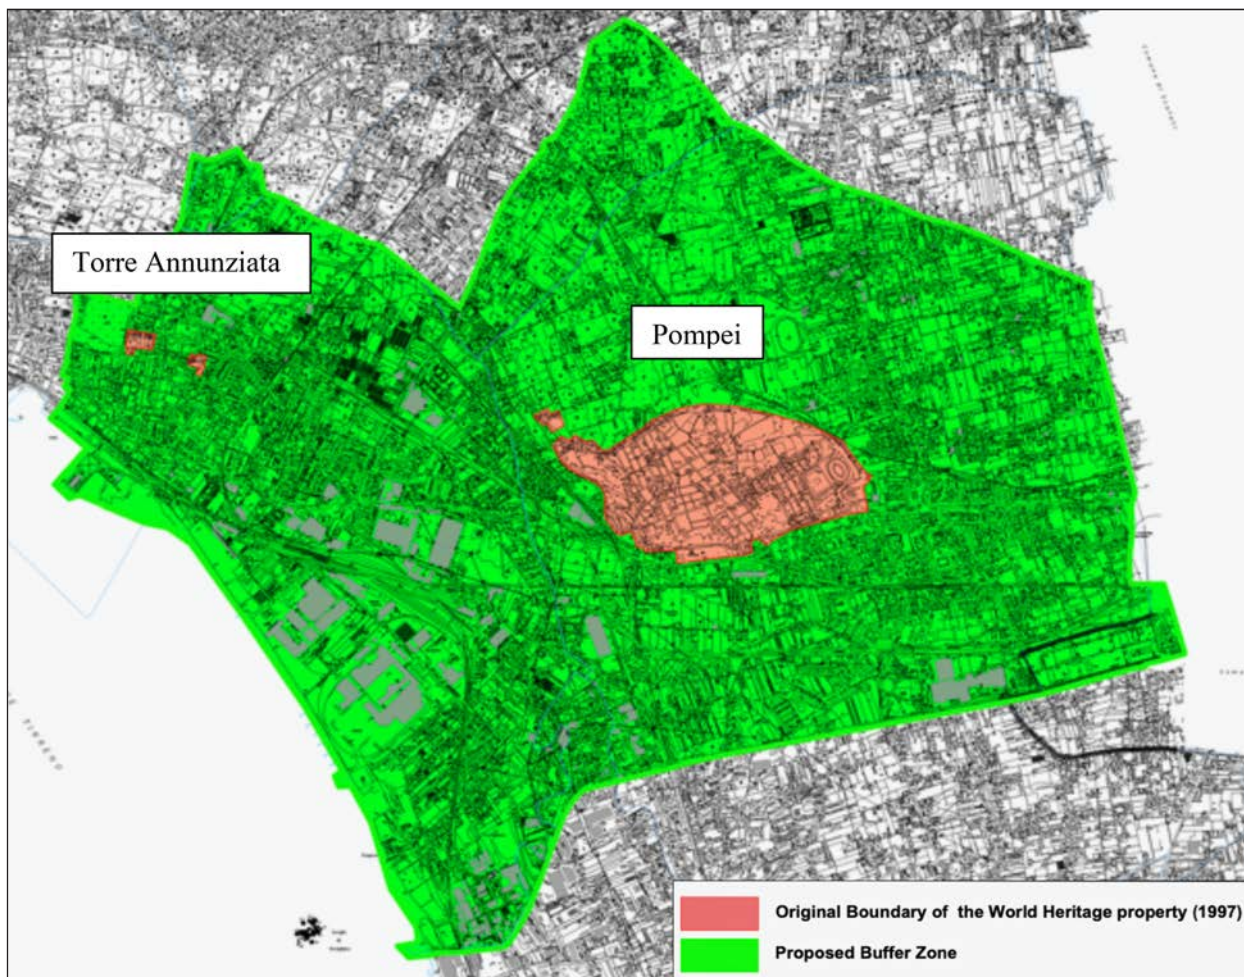 Torre Annunziata
Pompei
Original Boundary of the World Heritage property (1997)
Proposed Buffer Zone